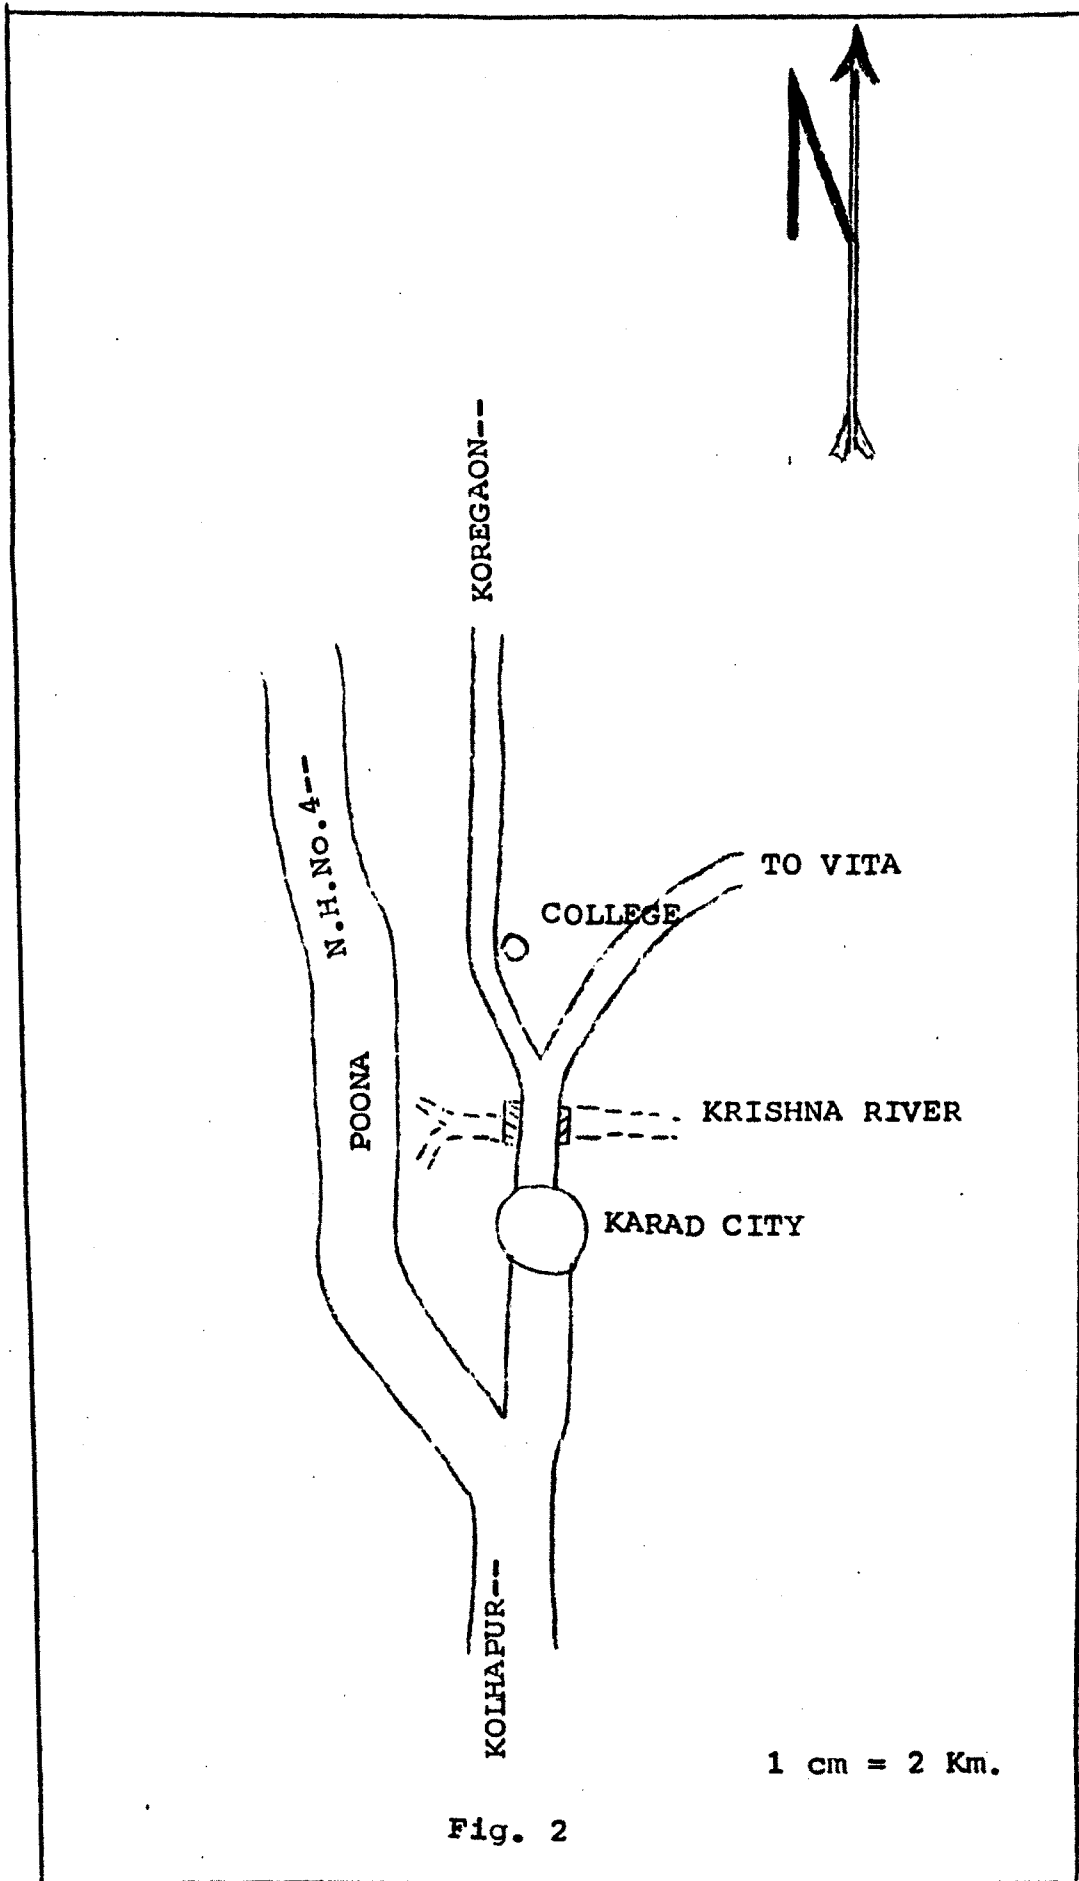 N
KOREGAON--
N.H.No.4--
TO VITA
COLLEGE
POONA
KRISHNA RIVER
KARAD CITY
KOLHAPUR--
1 cm = 2 Km.
Fig. 2